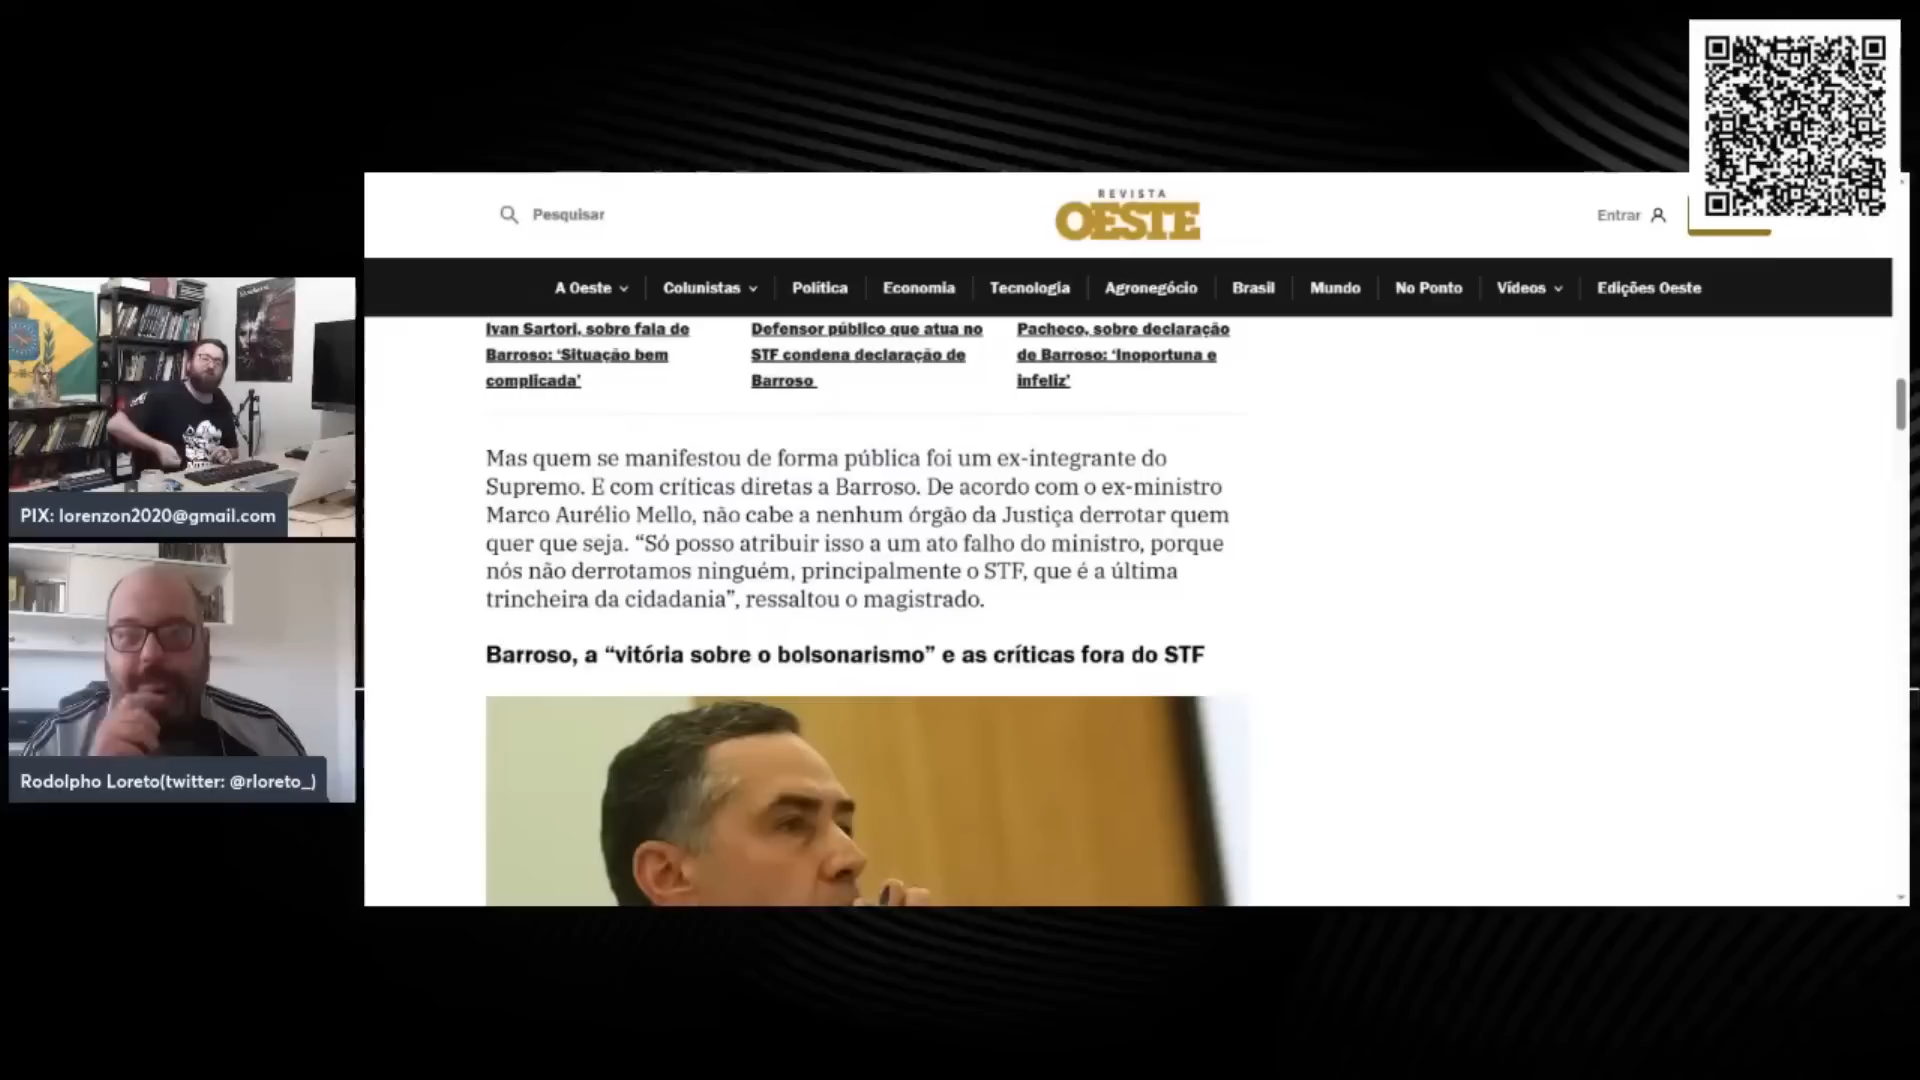 REVISTA
OESTE
Pesquisar
Entrar
A Oeste
Colunistas
Política
Economia
Tecnologia
Agronegócio
Brasil
Mundo
No Ponto
Vídeos
Edições Oeste
Ivan Sartori, sobre fala de
Barroso: ‘Situação bem
complicada’
Defensor público que atua no
STF condena declaração de
Barroso
Pacheco, sobre declaração
de Barroso: ‘Inoportuna e
infeliz’
Mas quem se manifestou de forma pública foi um ex-integrante do
Supremo. E com críticas diretas a Barroso. De acordo com o ex-ministro
Marco Aurélio Mello, não cabe a nenhum órgão da Justiça derrotar quem
quer que seja. “Só posso atribuir isso a um ato falho do ministro, porque
nós não derrotamos ninguém, principalmente o STF, que é a última
trincheira da cidadania”, ressaltou o magistrado.
Barroso, a “vitória sobre o bolsonarismo” e as críticas fora do STF
PIX: lorenzon2020@gmail.com
Rodolpho Loreto(twitter: @rloreto_)